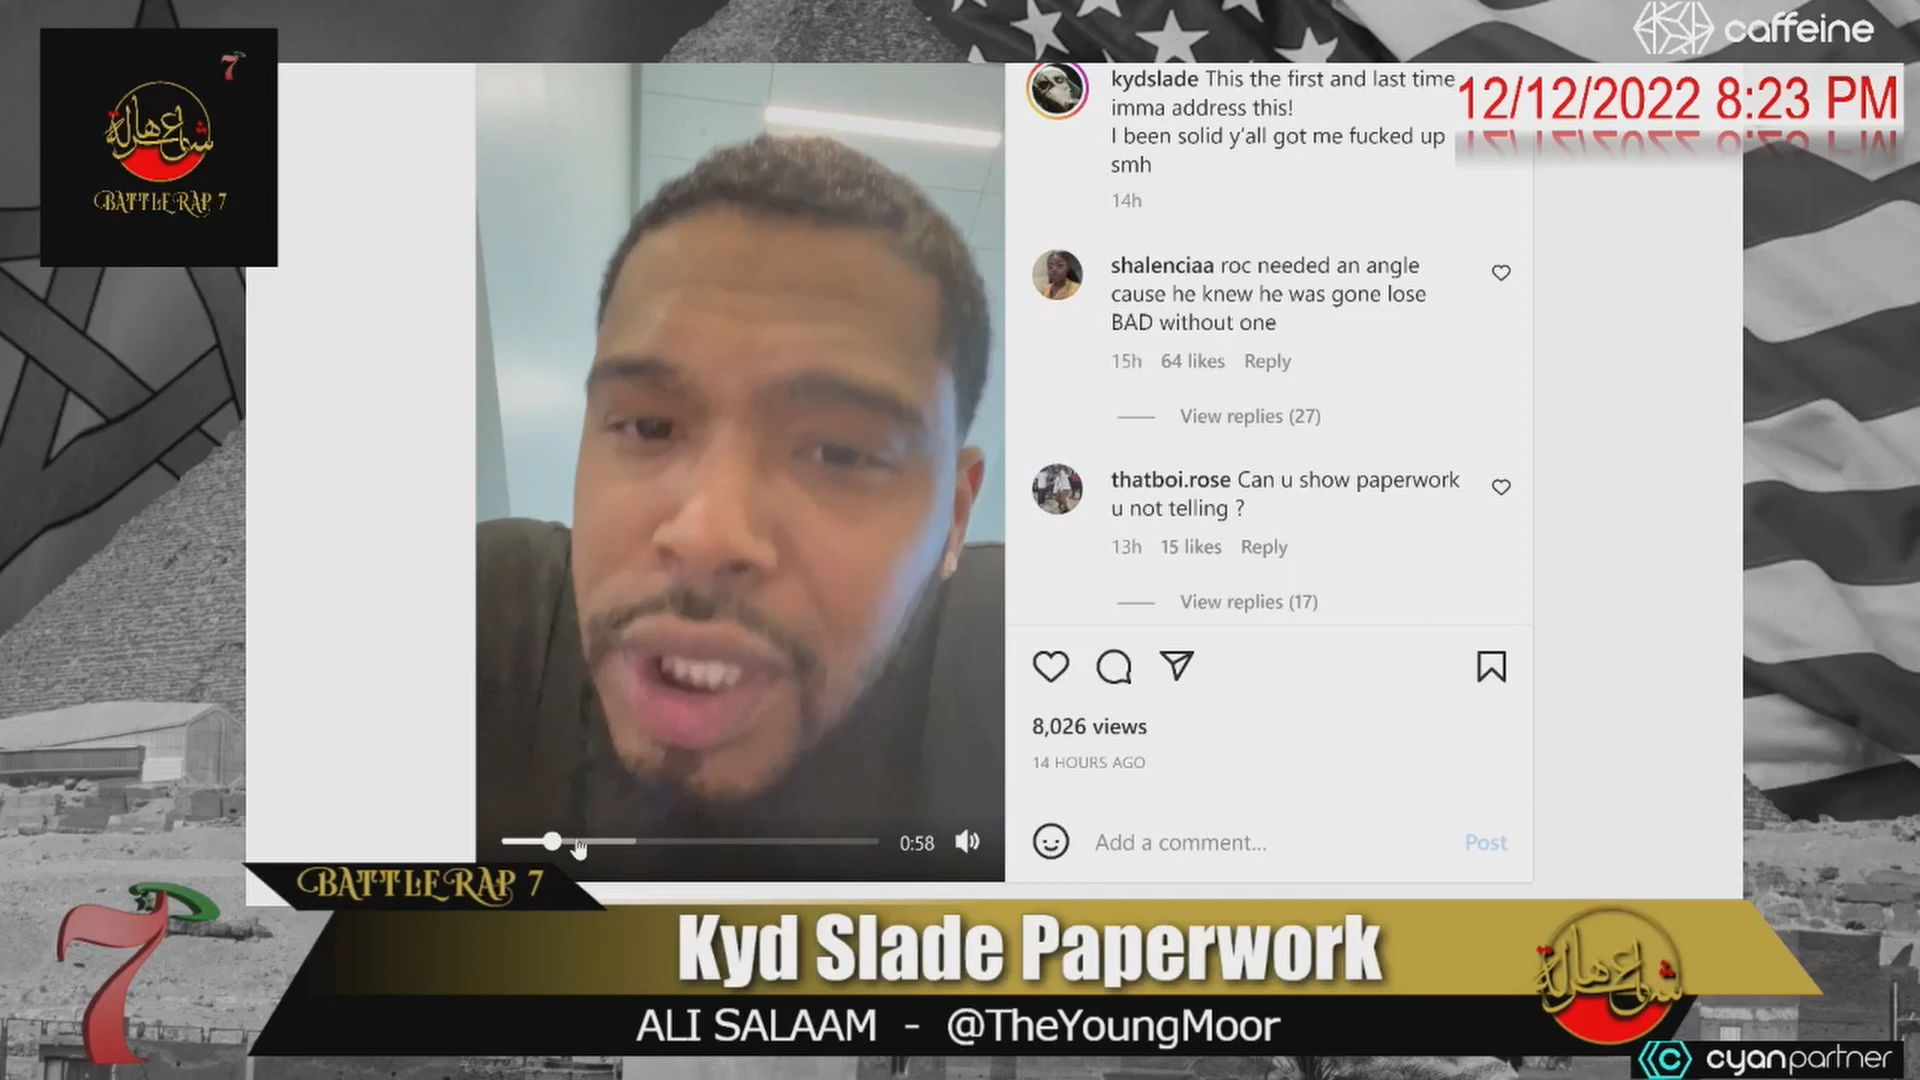 caffeine
7
شعاع هالة
BATTLE RAP 7
kydslade This the first and last time
imma address this!
I been solid y'all got me fucked up
smh
14h
12/12/2022 8:23 PM
shalenciaa roc needed an angle
cause he knew he was gone lose
BAD without one
15h 64 likes Reply
View replies (27)
thatboi.rose Can u show paperwork
u not telling ?
13h 15 likes Reply
View replies (17)
8,026 views
14 HOURS AGO
Add a comment... Post
0:58
BATTLE RAP 7
7
Kyd Slade Paperwork
ALI SALAAM - @TheYoungMoor
cyanpartner